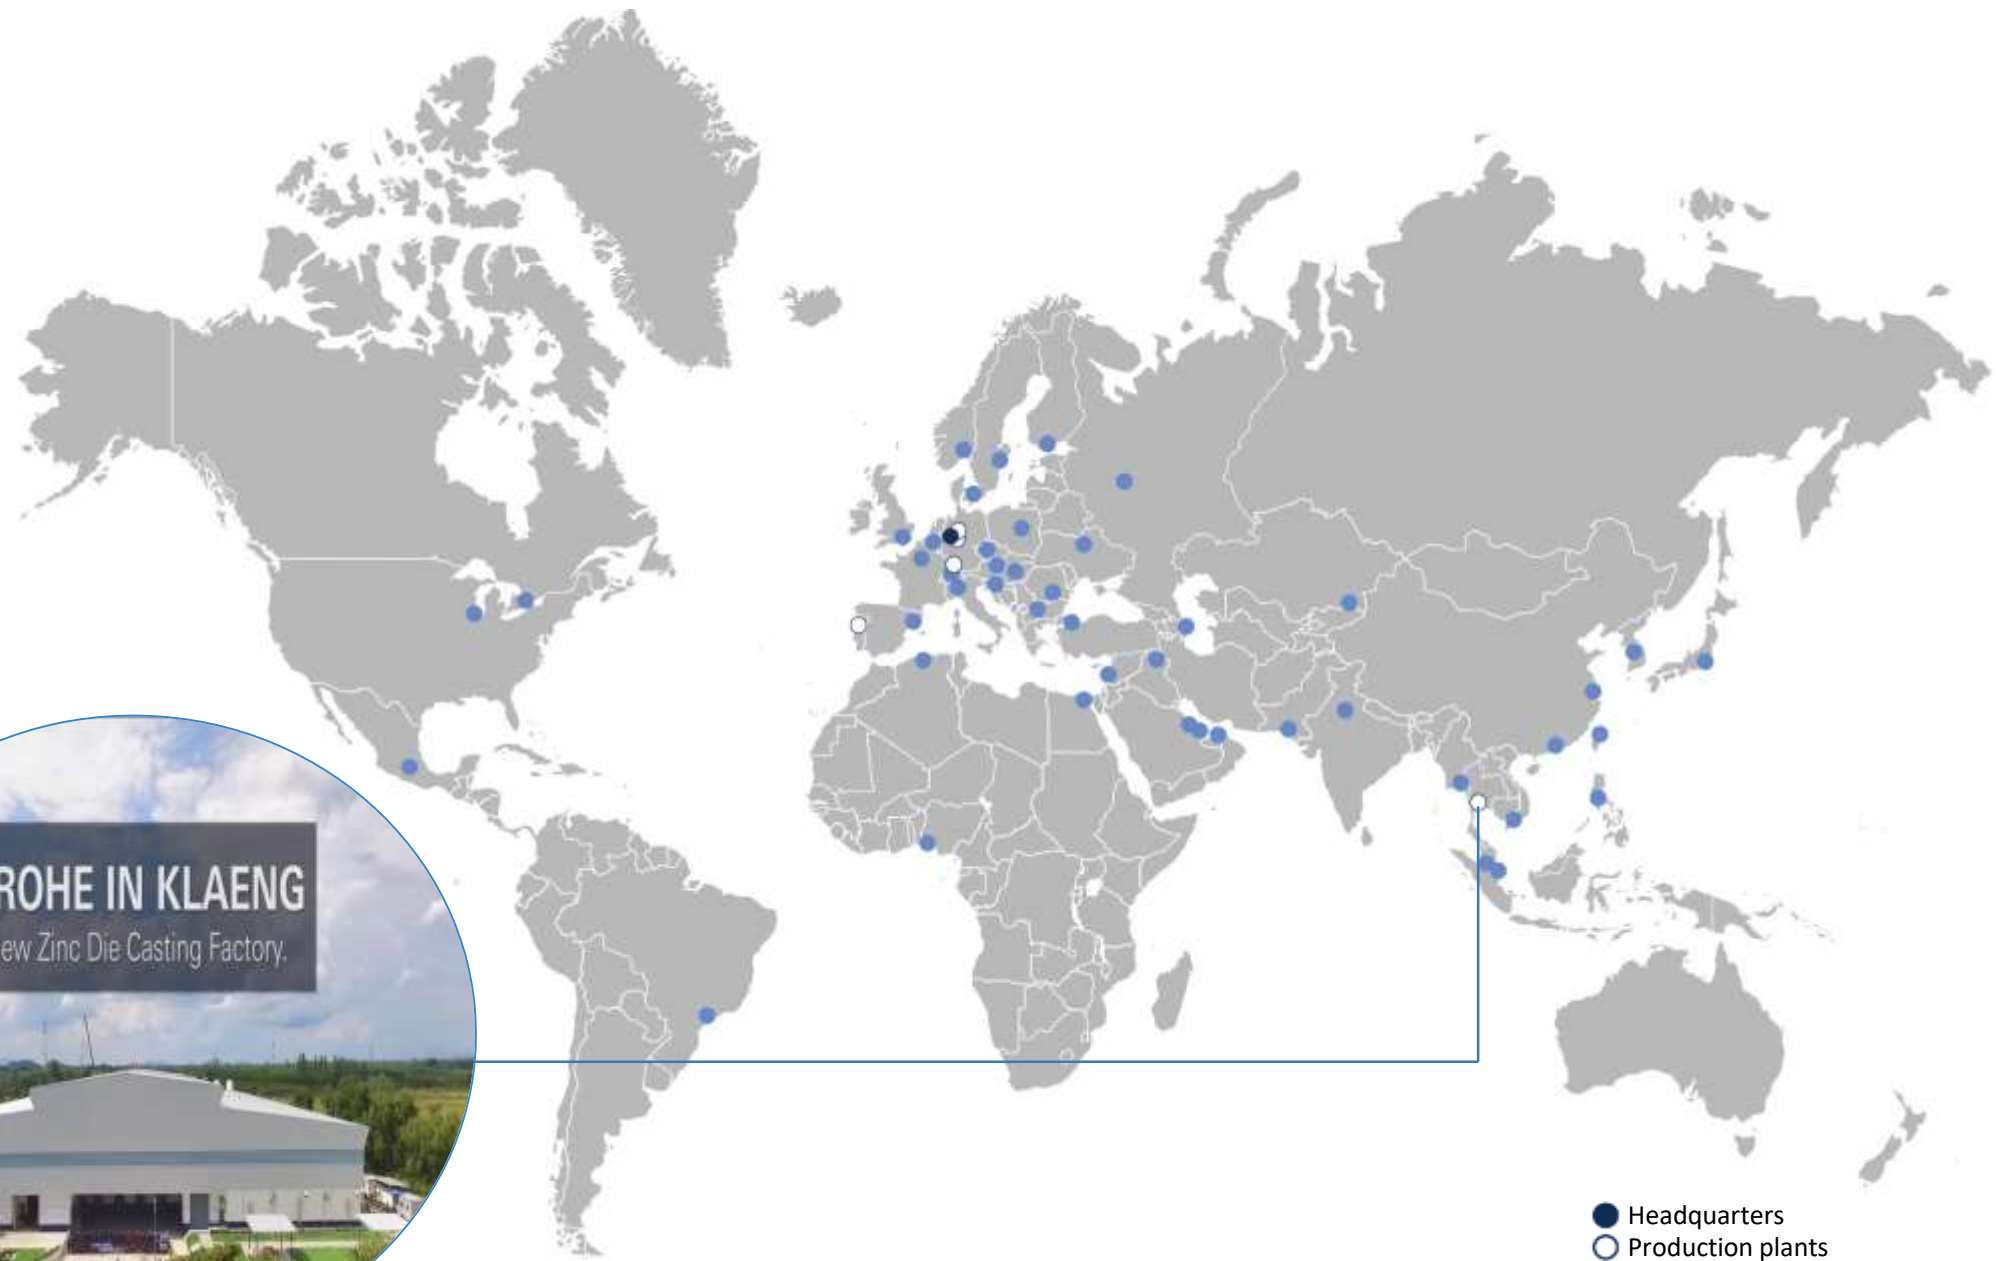 ROHE IN KLAENG
ew Zinc Die Casting Factory.
Headquarters
Production plants